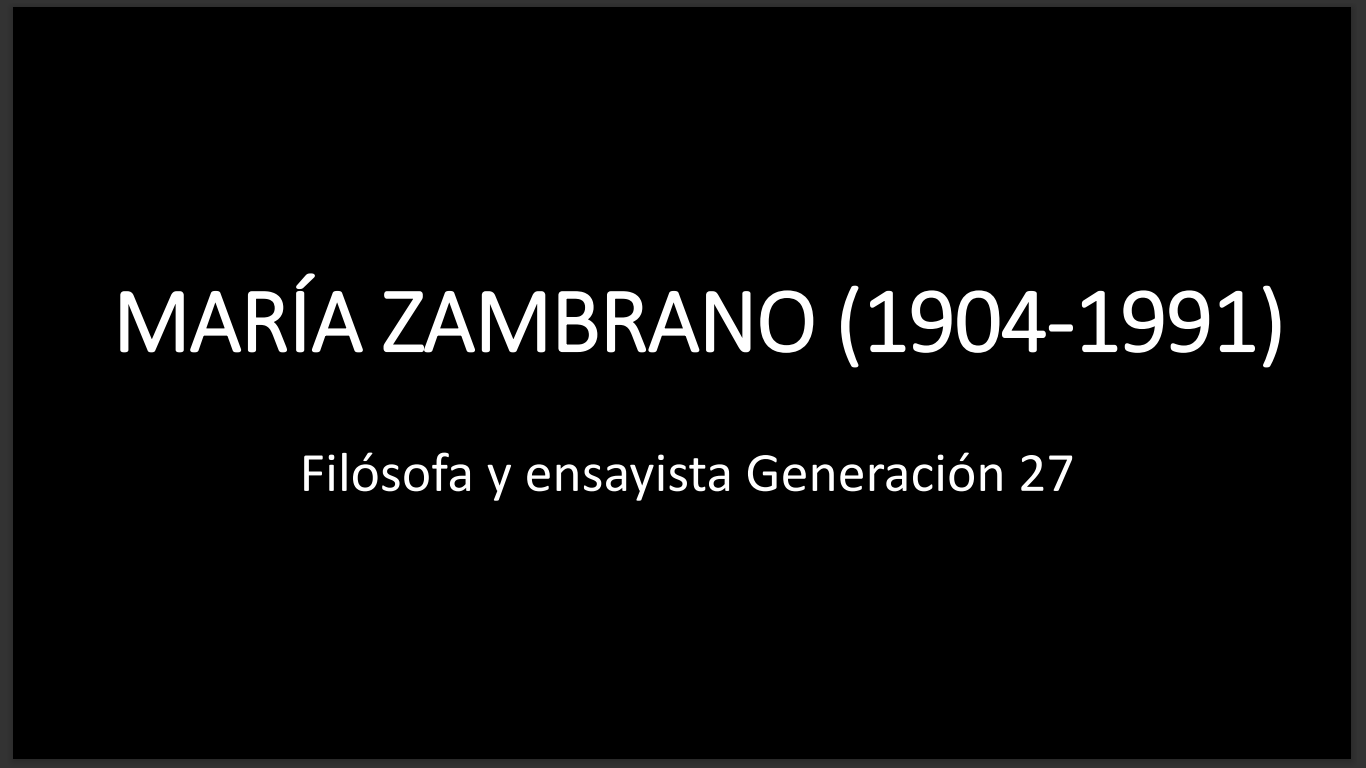 MARÍA ZAMBRANO (1904-1991)
Filósofa y ensayista Generación 27